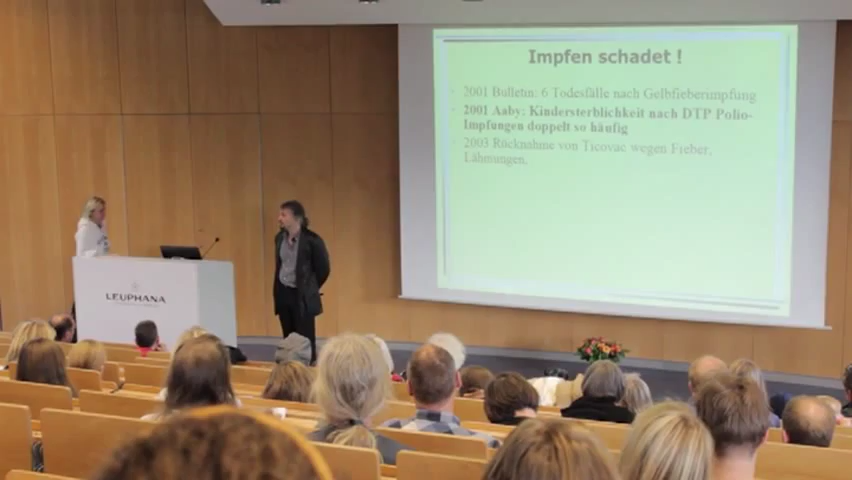 Impfen schadet !
2001 Bulletin: 6 Todesfälle nach Gelbfieberimpfung
2001 Aaby: Kindersterblichkeit nach DTP Polio-
Impfungen doppelt so häufig
2003 Rücknahme von Ticovac wegen Fieber,
Lähmungen.
LEUPHANA